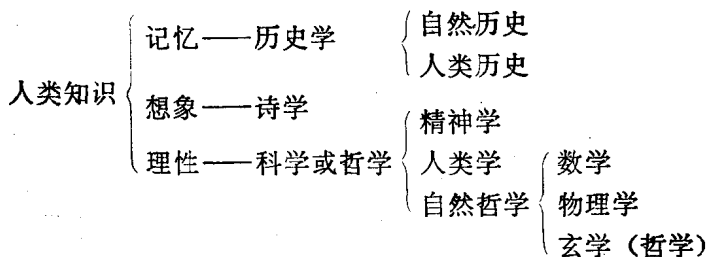 人类知识
记忆——历史学
自然历史
人类历史
想象——诗学
理性——科学或哲学
精神学
人类学
自然哲学
数学
物理学
玄学（哲学）